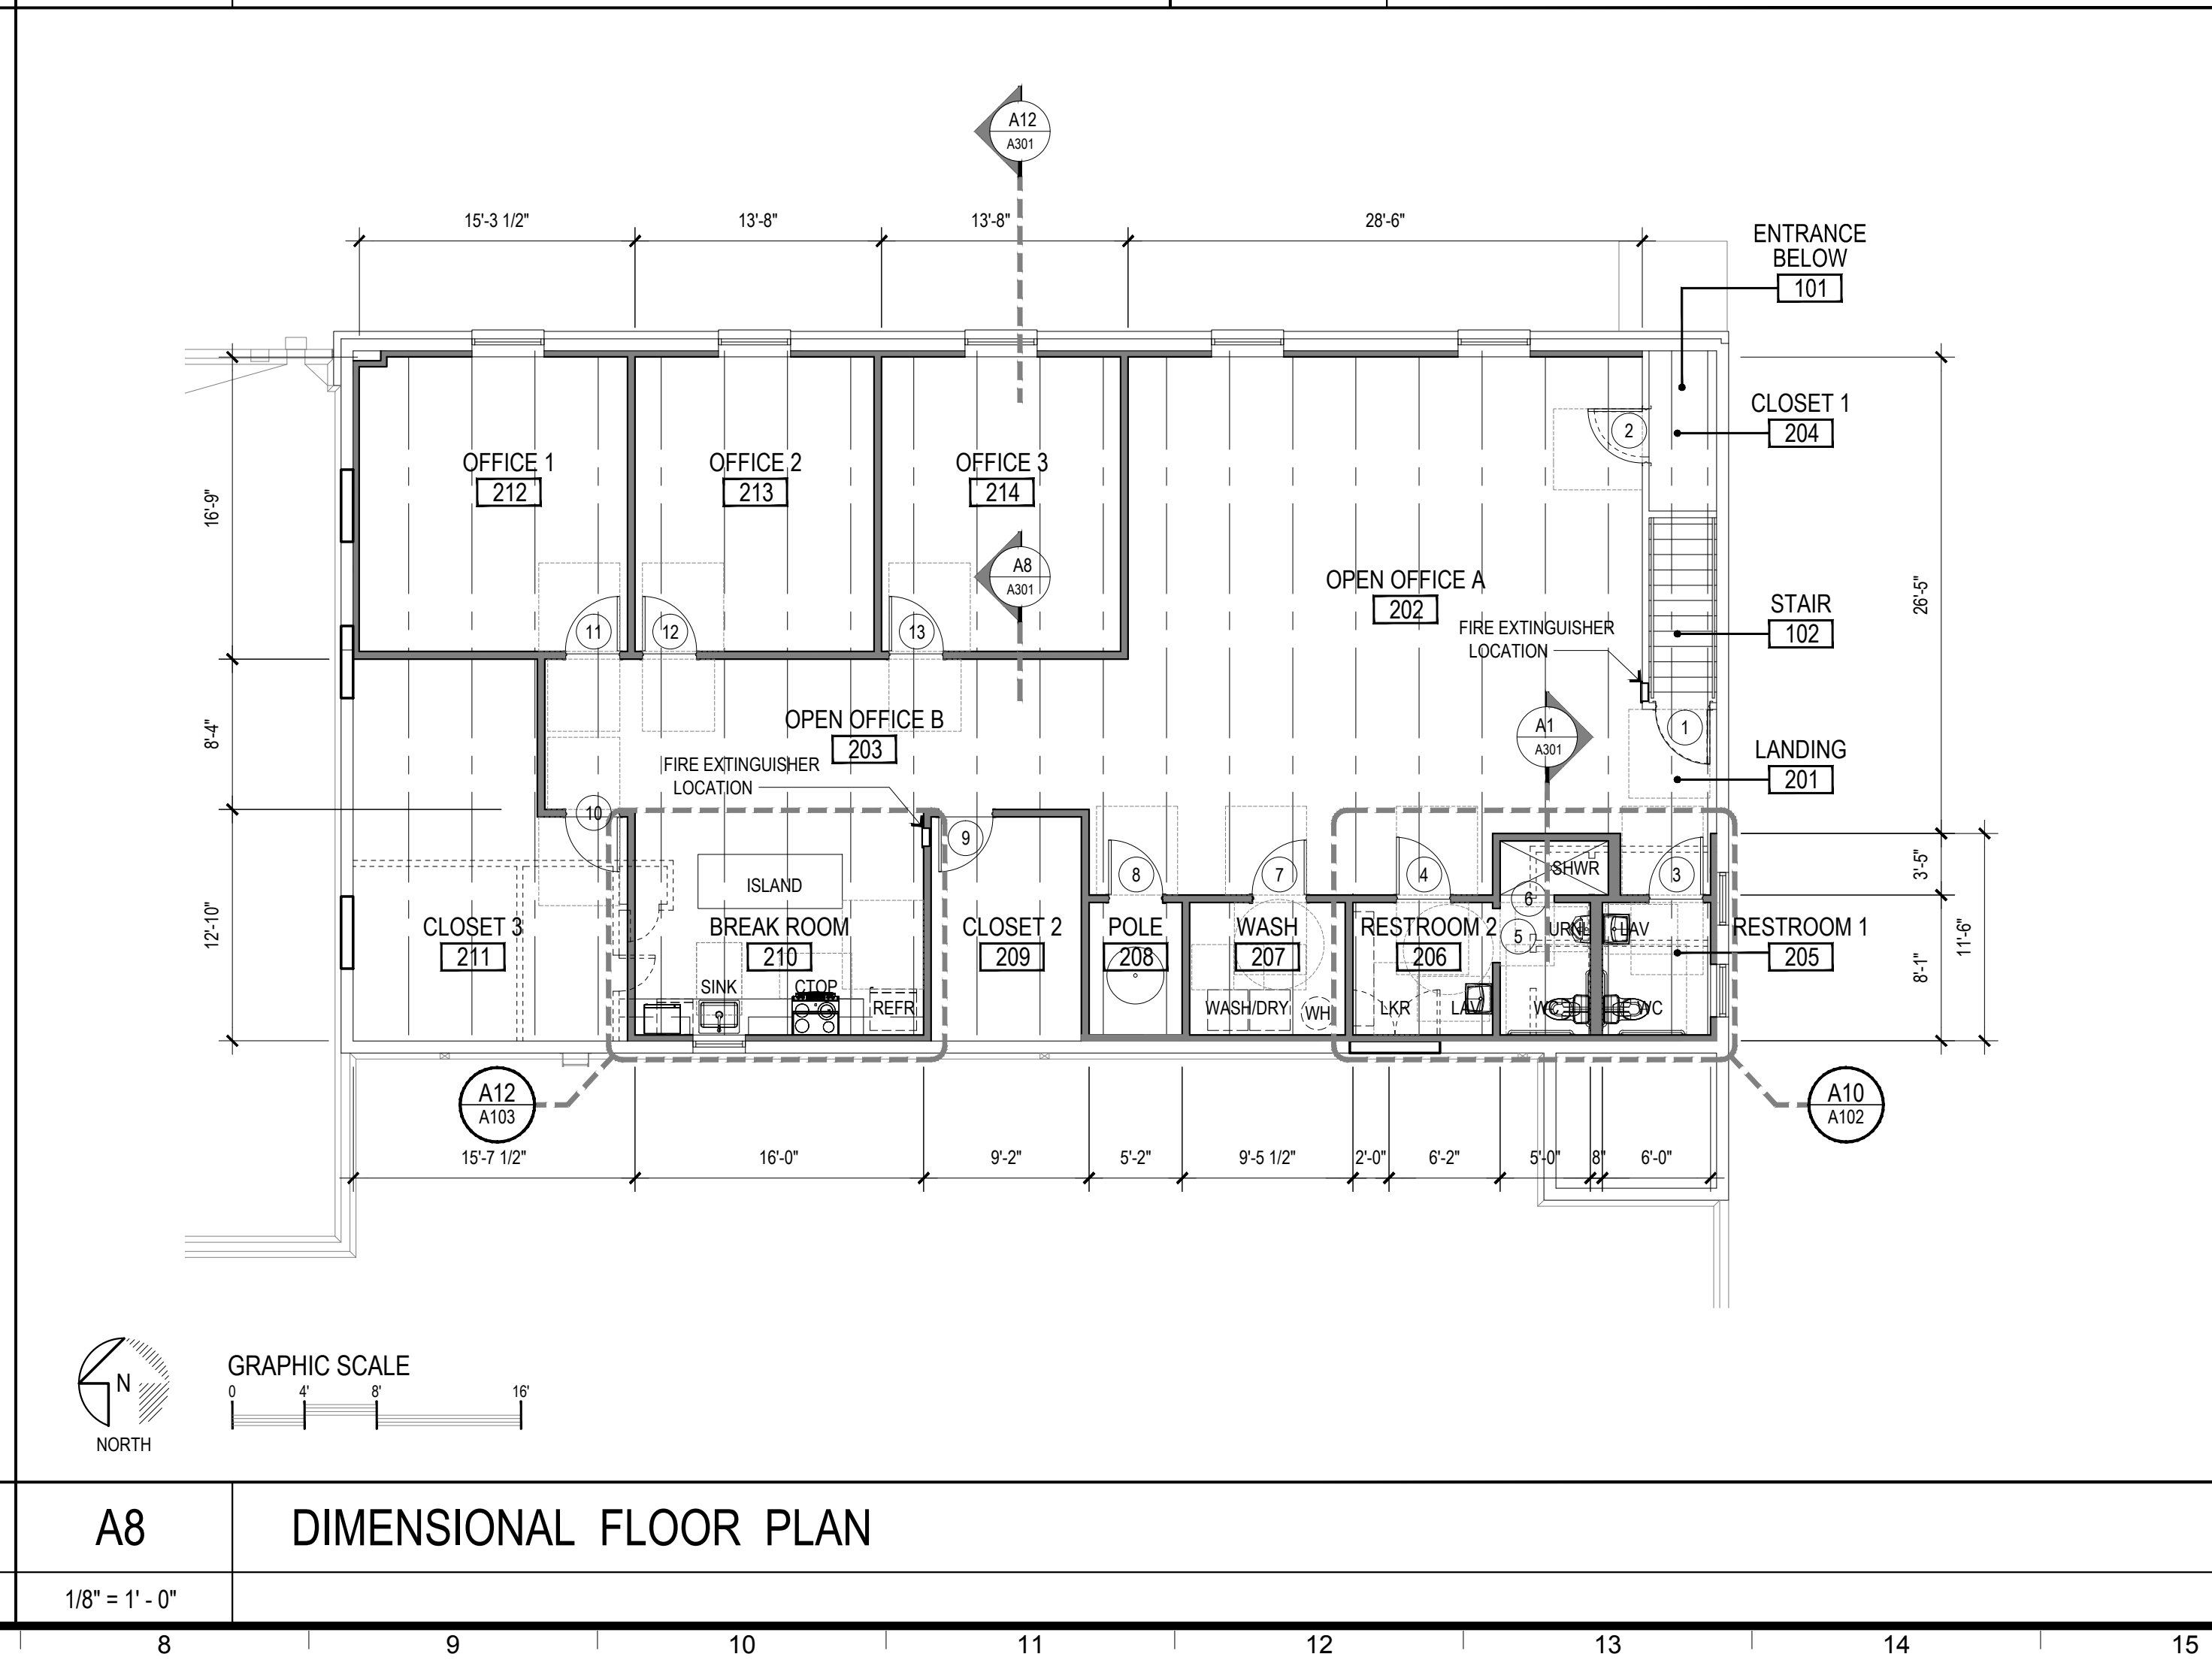 A12
A301
15'-3 1/2"
13'-8"
13'-8"
28'-6"
ENTRANCE
BELOW
101
CLOSET 1
204
2
OFFICE 1
212
OFFICE 2
213
OFFICE 3
214
16'-9"
A8
A301
OPEN OFFICE A
202
26'-5"
STAIR
102
11
12
13
FIRE EXTINGUISHER
LOCATION
OPEN OFFICE B
203
8'-4"
A1
A301
1
LANDING
201
FIRE EXTINGUISHER
LOCATION
10
9
8
7
4
SHWR
3
3'-5"
ISLAND
6
CLOSET 3
211
BREAK ROOM
210
CLOSET 2
209
POLE
208
WASH
207
RESTROOM 2
206
5
URNL
LAV
RESTROOM 1
205
12'-10"
8'-1"
11'-6"
SINK
CTOP
REFR
WASH/DRY
WH
LKR
LAV
WC
WC
A12
A103
A10
A102
15'-7 1/2"
16'-0"
9'-2"
5'-2"
9'-5 1/2"
2'-0"
6'-2"
5'-0"
8"
6'-0"
N
NORTH
GRAPHIC SCALE
0
4'
8'
16'
A8
DIMENSIONAL FLOOR PLAN
1/8" = 1' - 0"
8
9
10
11
12
13
14
15